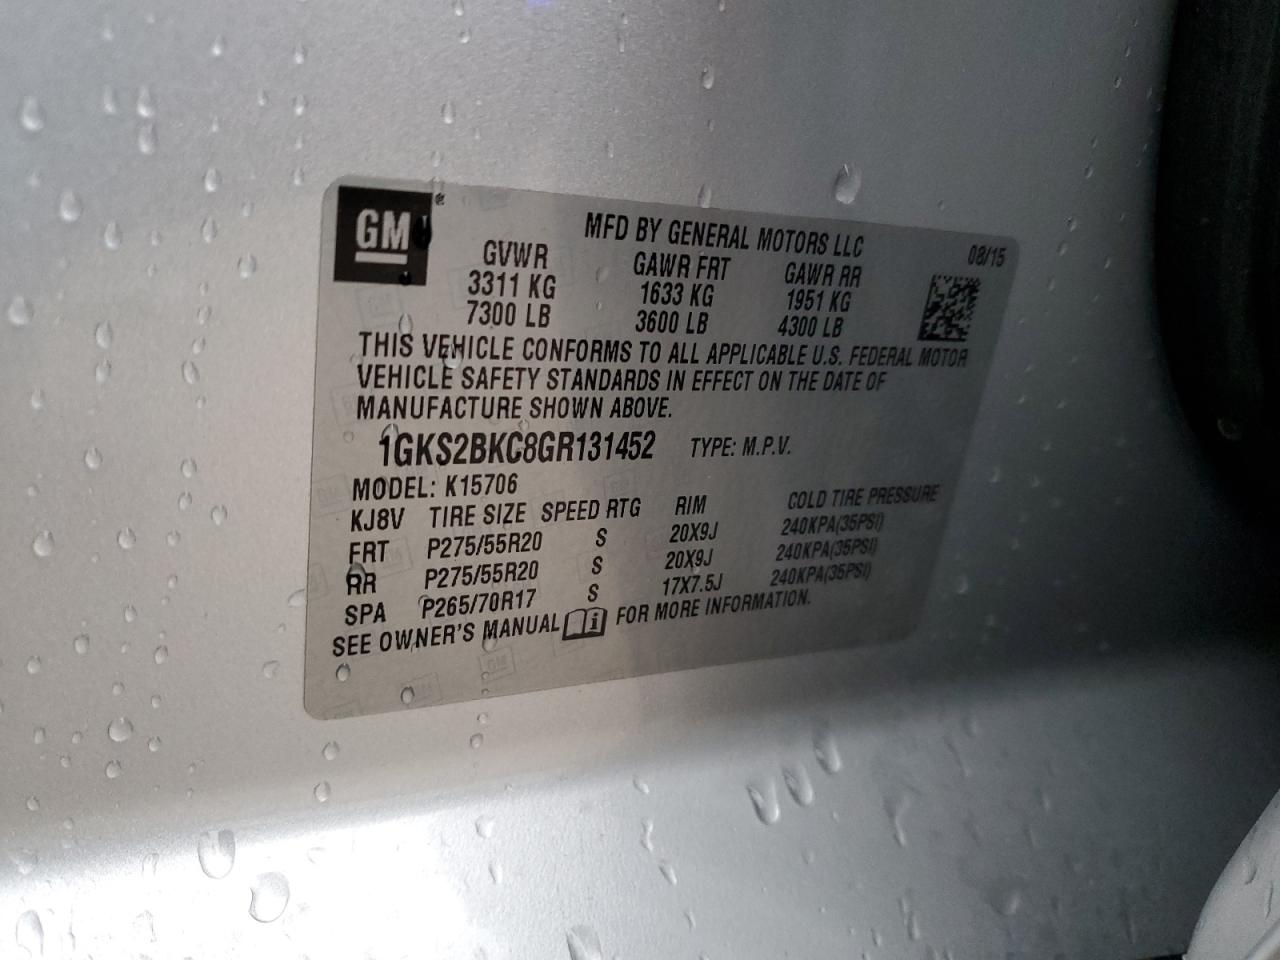 GM
MFD BY GENERAL MOTORS LLC 08/15
GVWR GAWR FRT GAWR RR
3311 KG 1633 KG 1951 KG
7300 LB 3600 LB 4300 LB
THIS VEHICLE CONFORMS TO ALL APPLICABLE U.S. FEDERAL MOTOR
VEHICLE SAFETY STANDARDS IN EFFECT ON THE DATE OF
MANUFACTURE SHOWN ABOVE.
1GKS2BKC8GR131452 TYPE: M.P.V.
MODEL: K15706
KJ8V TIRE SIZE SPEED RTG RIM COLD TIRE PRESSURE
FRT P275/55R20 S 20X9J 240KPA(35PSI)
RR P275/55R20 S 20X9J 240KPA(35PSI)
SPA P265/70R17 S 17X7.5J 240KPA(35PSI)
SEE OWNER'S MANUAL i FOR MORE INFORMATION.